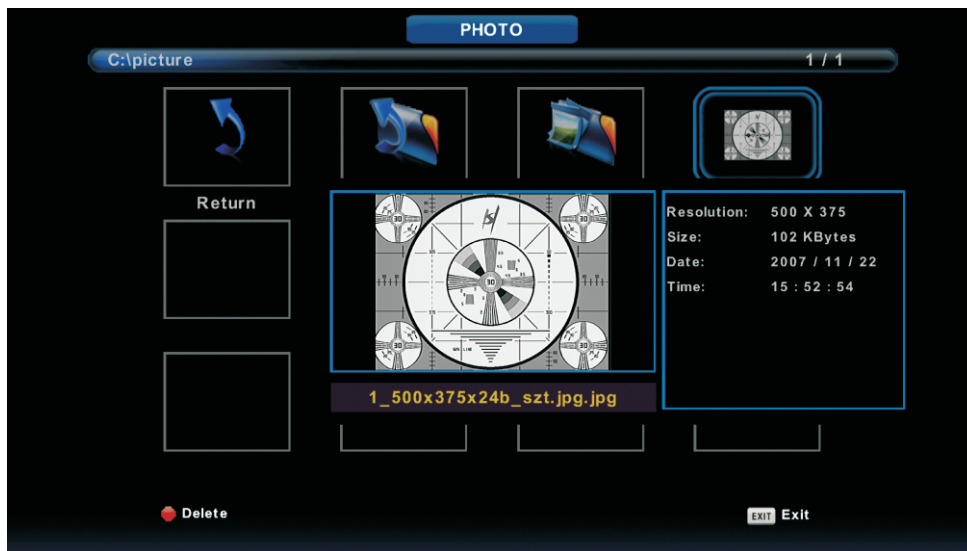 PHOTO
C:\picture
1 / 1
Return
Resolution: 500 X 375
Size: 102 KBytes
Date: 2007 / 11 / 22
Time: 15 : 52 : 54
1_500x375x24b_szt.jpg.jpg
Delete
EXIT Exit